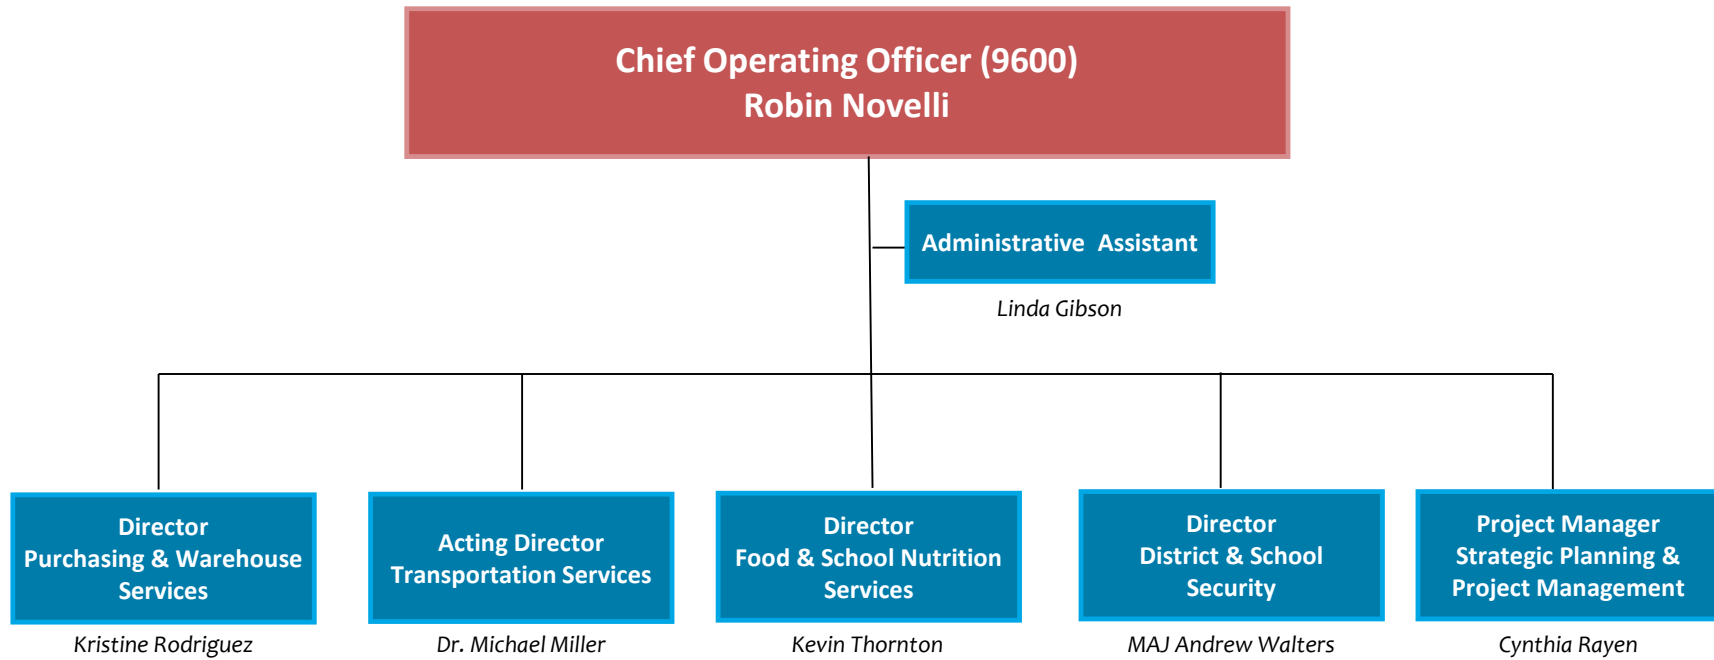 Chief Operating Officer (9600)
Robin Novelli
Administrative Assistant
Linda Gibson
Director
Purchasing & Warehouse
Services
Kristine Rodriguez
Acting Director
Transportation Services
Dr. Michael Miller
Director
Food & School Nutrition
Services
Kevin Thornton
Director
District & School
Security
MAJ Andrew Walters
Project Manager
Strategic Planning &
Project Management
Cynthia Rayen